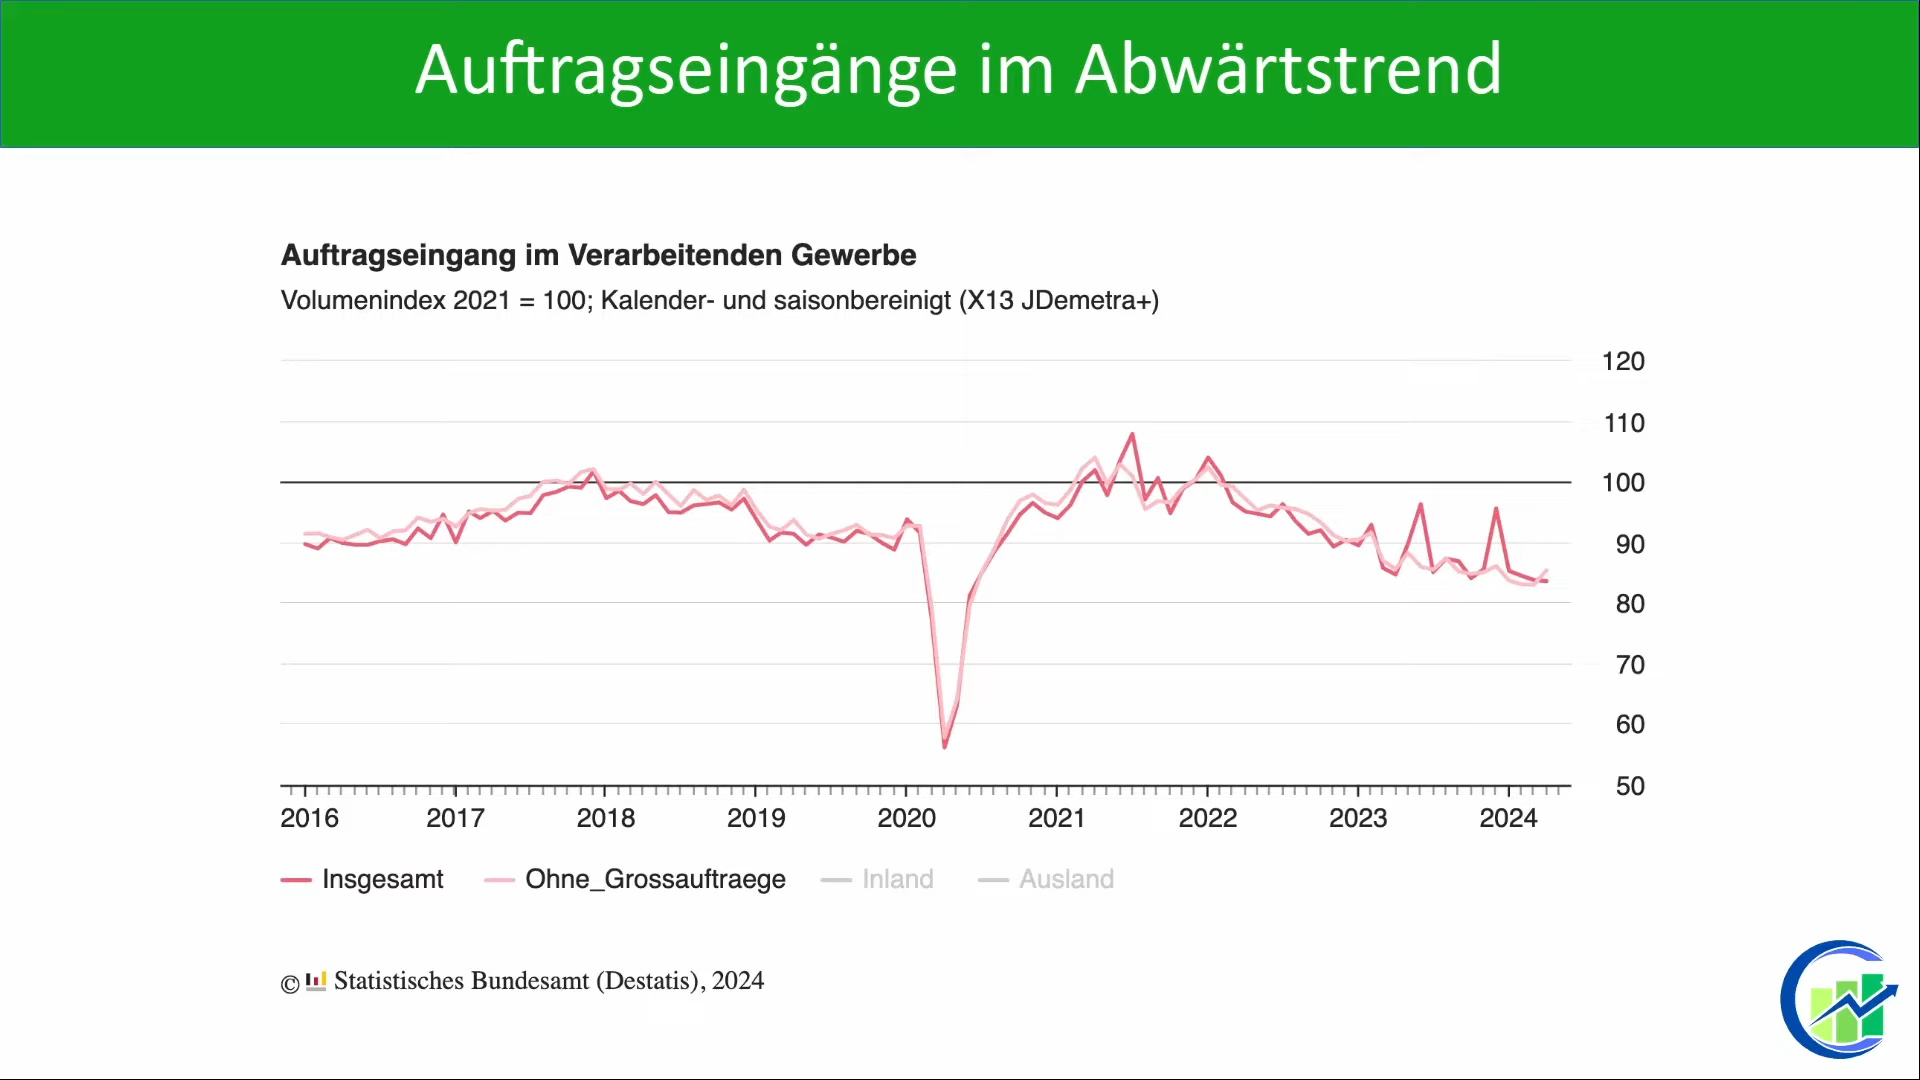 Auftragseingänge im Abwärtstrend
Auftragseingang im Verarbeitenden Gewerbe
Volumenindex 2021 = 100; Kalender- und saisonbereinigt (X13 JDemetra+)
120
110
100
90
80
70
60
50
2016 2017 2018 2019 2020 2021 2022 2023 2024
Insgesamt Ohne_Grossauftraege Inland Ausland
© Statistisches Bundesamt (Destatis), 2024